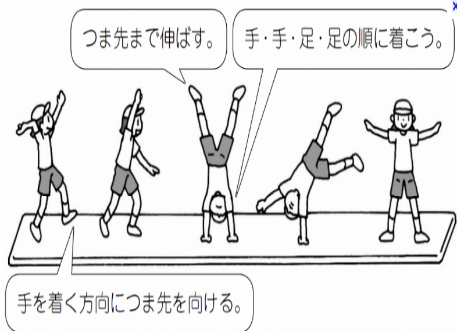 つま先まで伸ばす。
手・手・足・足の順に着こう。
手を着く方向につま先を向ける。